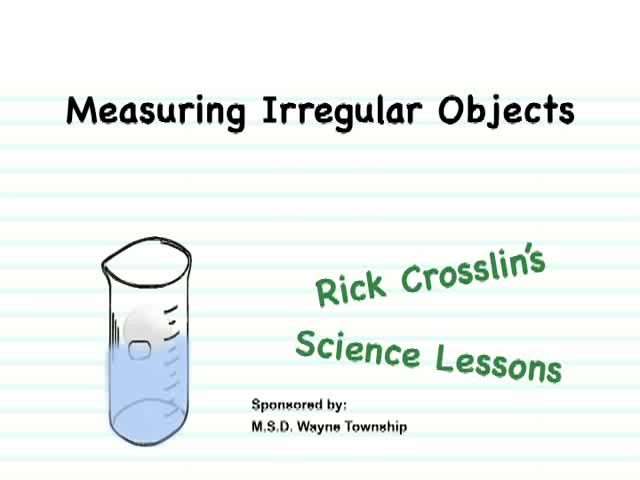 Measuring Irregular Objects
Rick Crosslin's
Science Lessons
Sponsored by:
M.S.D. Wayne Township